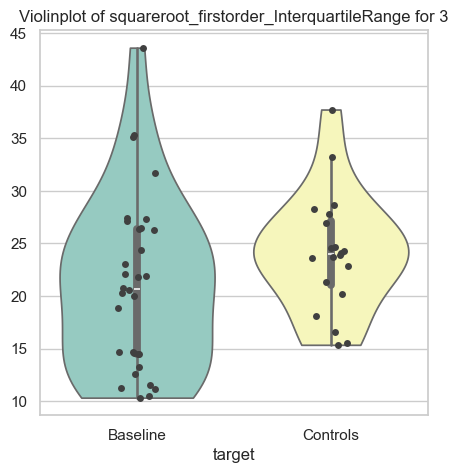 Violinplot of squareroot_firstorder_InterquartileRange for 3
45
40
35
30
25
20
15
10
Baseline
Controls
target